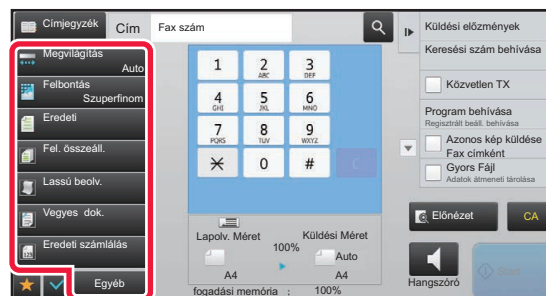 Címjegyzék
Cím
Fax szám
Megvilágítás
Auto
Felbontás
Szuperfinom
Eredeti
Fel. összeáll.
Lassú beolv.
Vegyes dok.
Eredeti számlálás
Egyéb
1
2
ABC
3
DEF
4
GHI
5
JKL
6
MNO
7
PQRS
8
TUV
9
WXYZ
0
#
C
Lapolv. Méret
100%
Küldési Méret
Auto
A4
A4
fogadási memória : 100%
Küldési előzmények
Keresési szám behívása
Közvetlen TX
Program behívása
Regisztrált beáll. behívása
Azonos kép küldése
Fax címként
Gyors Fájl
Adatok átmeneti tárolása
Előnézet
CA
Hangszóró
Start